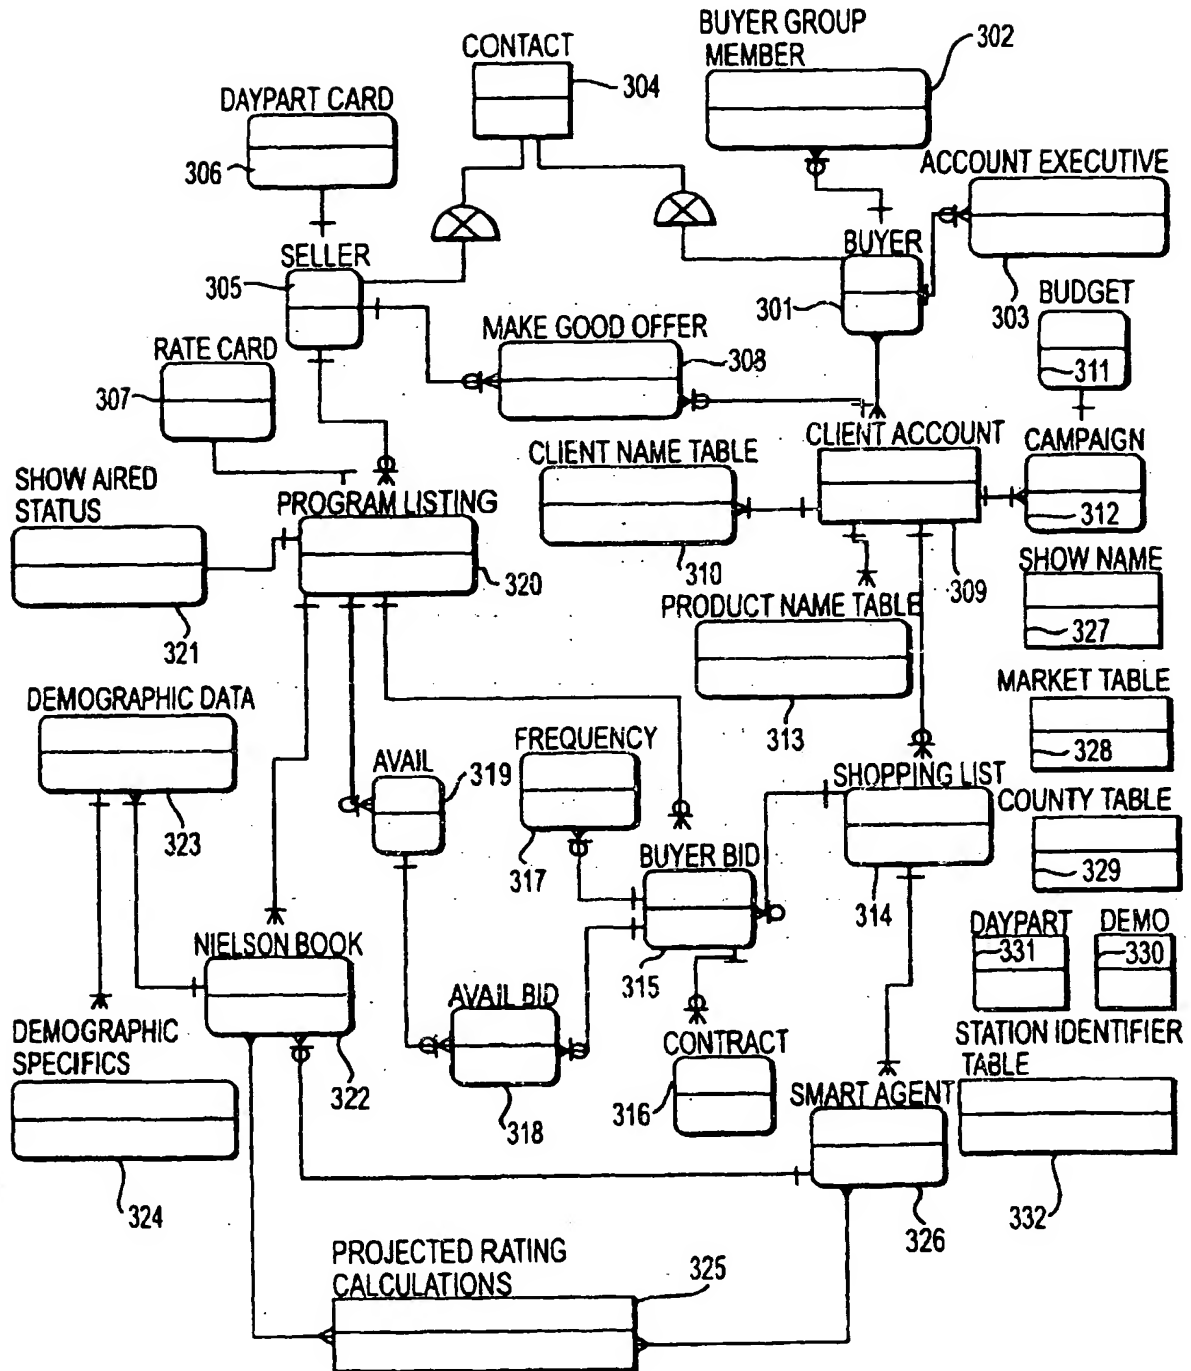 CONTACT
304
BUYER GROUP
MEMBER
302
DAYPART CARD
306
ACCOUNT EXECUTIVE
303
SELLER
305
BUYER
301
BUDGET
311
MAKE GOOD OFFER
308
RATE CARD
307
CLIENT NAME TABLE
310
CLIENT ACCOUNT
309
CAMPAIGN
312
SHOW AIRED
STATUS
321
PROGRAM LISTING
320
PRODUCT NAME TABLE
313
SHOW NAME
327
DEMOGRAPHIC DATA
323
MARKET TABLE
328
AVAIL
319
FREQUENCY
317
SHOPPING LIST
314
COUNTY TABLE
329
BUYER BID
315
NIELSON BOOK
322
AVAIL BID
318
DAYPART
331
DEMO
330
DEMOGRAPHIC
SPECIFICS
324
CONTRACT
316
SMART AGENT
326
STATION IDENTIFIER
TABLE
332
PROJECTED RATING
CALCULATIONS
325